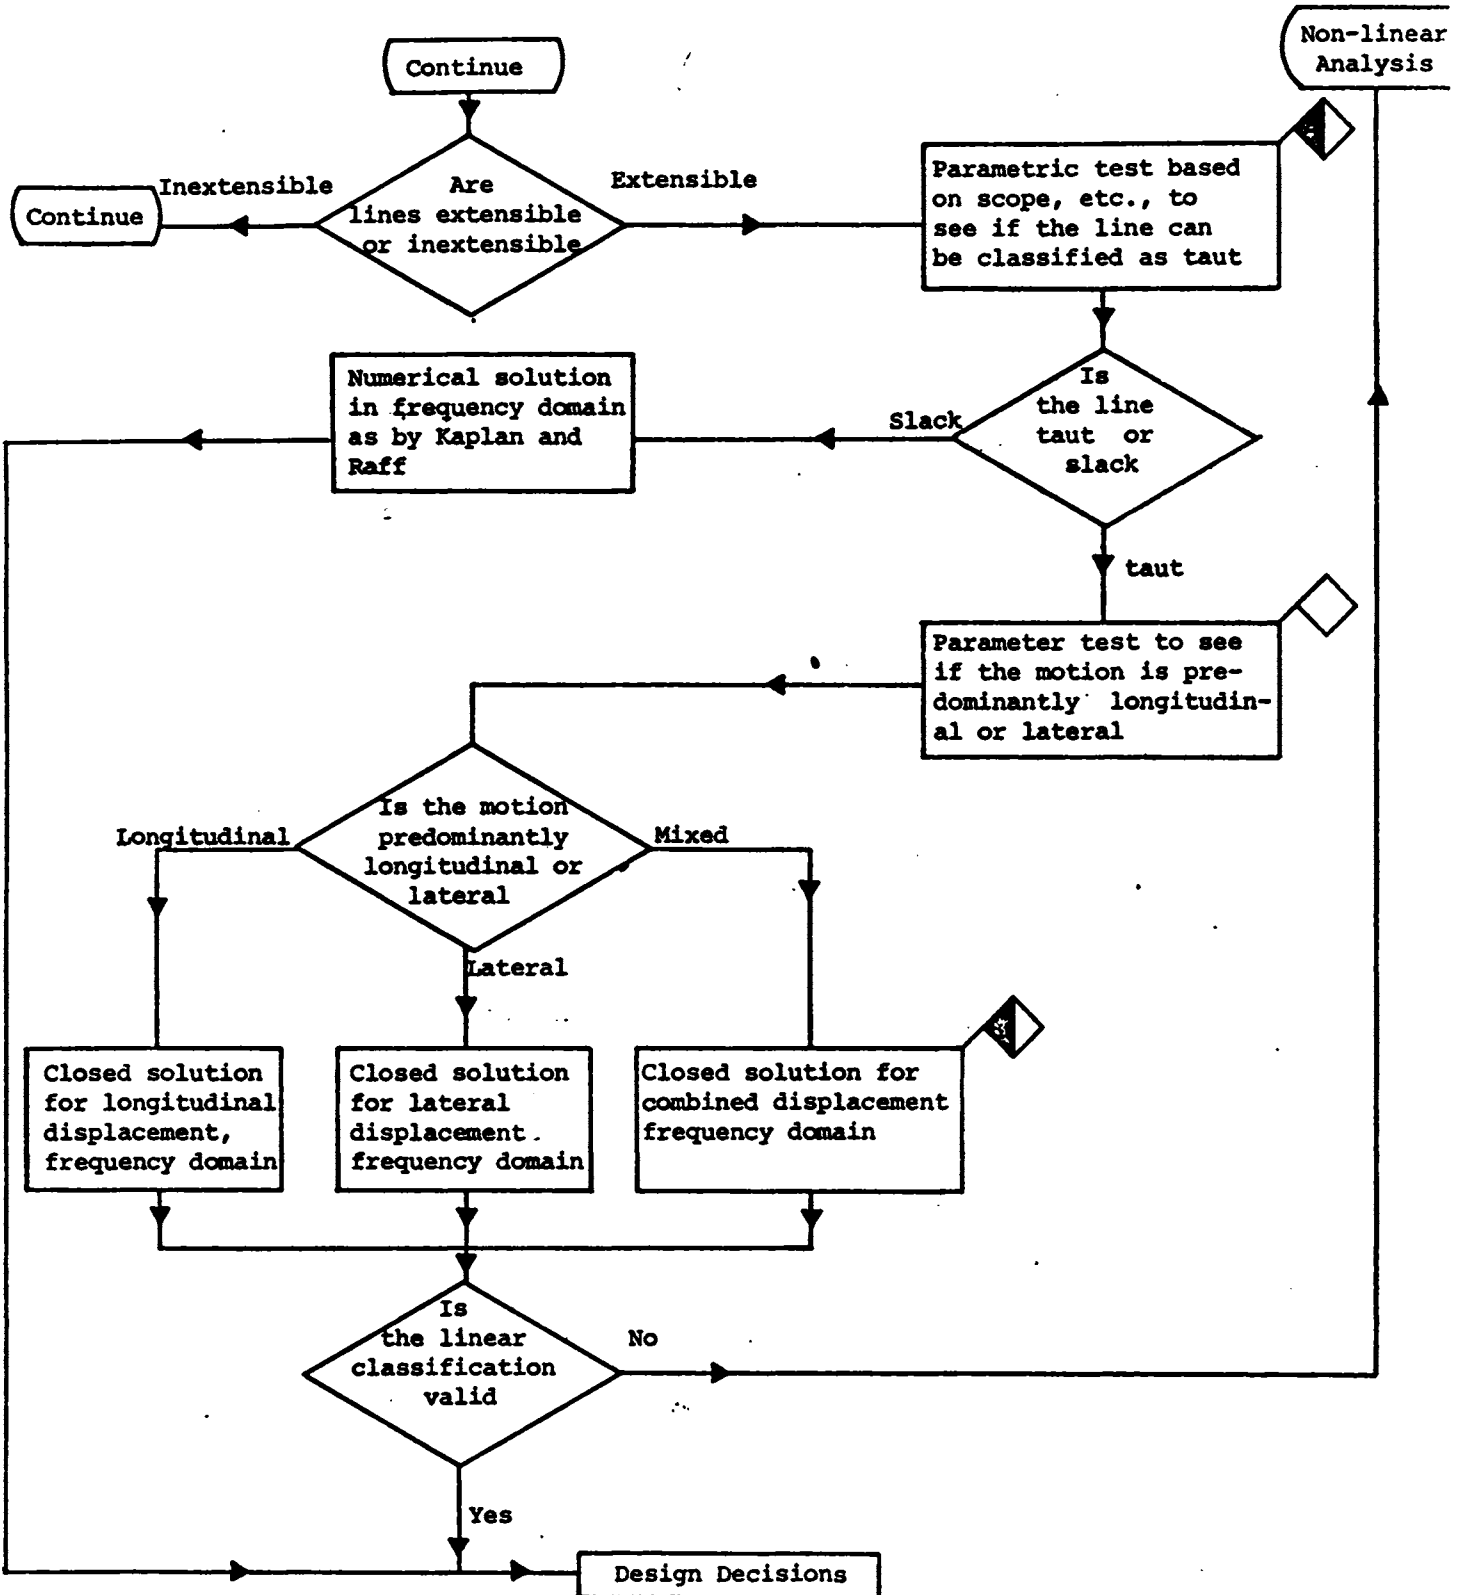 Non-linear
Analysis
Continue
Inextensible
Are
lines extensible
or inextensible
Extensible
Continue
Parametric test based
on scope, etc., to
see if the line can
be classified as taut
Numerical solution
in frequency domain
as by Kaplan and
Raff
Slack
Is
the line
taut or
slack
taut
Parameter test to see
if the motion is pre-
dominantly longitudin-
al or lateral
Longitudinal
Is the motion
predominantly
longitudinal or
lateral
Mixed
Lateral
Closed solution
for longitudinal
displacement,
frequency domain
Closed solution
for lateral
displacement.
frequency domain
Closed solution for
combined displacement
frequency domain
Is
the linear
classification
valid
No
Yes
Design Decisions